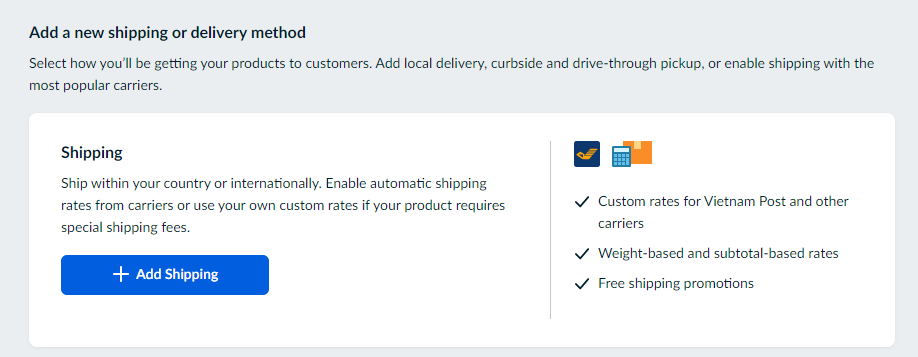 Add a new shipping or delivery method
Select how you’ll be getting your products to customers. Add local delivery, curbside and drive-through pickup, or enable shipping with the
most popular carriers.
Shipping
Ship within your country or internationally. Enable automatic shipping
rates from carriers or use your own custom rates if your product requires
special shipping fees.
+ Add Shipping
Custom rates for Vietnam Post and other
carriers
Weight-based and subtotal-based rates
Free shipping promotions